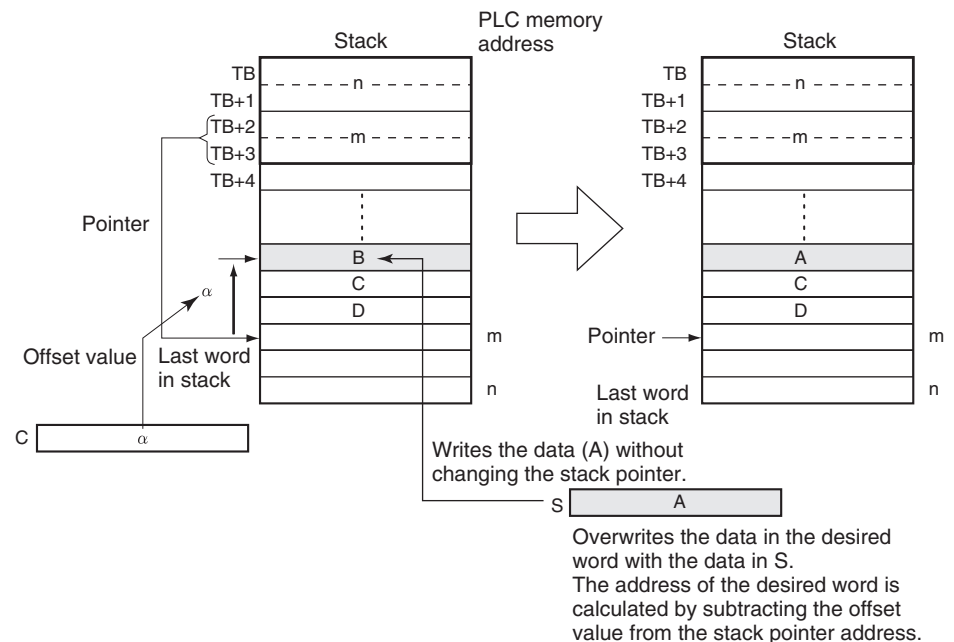 PLC memory
address
Stack
Stack
TB
n
TB+1
TB+2
m
TB+3
TB+4
TB
n
TB+1
TB+2
m
TB+3
TB+4
Pointer
B
C
D
α
Offset value
Last word
in stack
m
n
C
α
A
C
D
Pointer
m
Last word
in stack
n
Writes the data (A) without
changing the stack pointer.
S
A
Overwrites the data in the desired
word with the data in S.
The address of the desired word is
calculated by subtracting the offset
value from the stack pointer address.